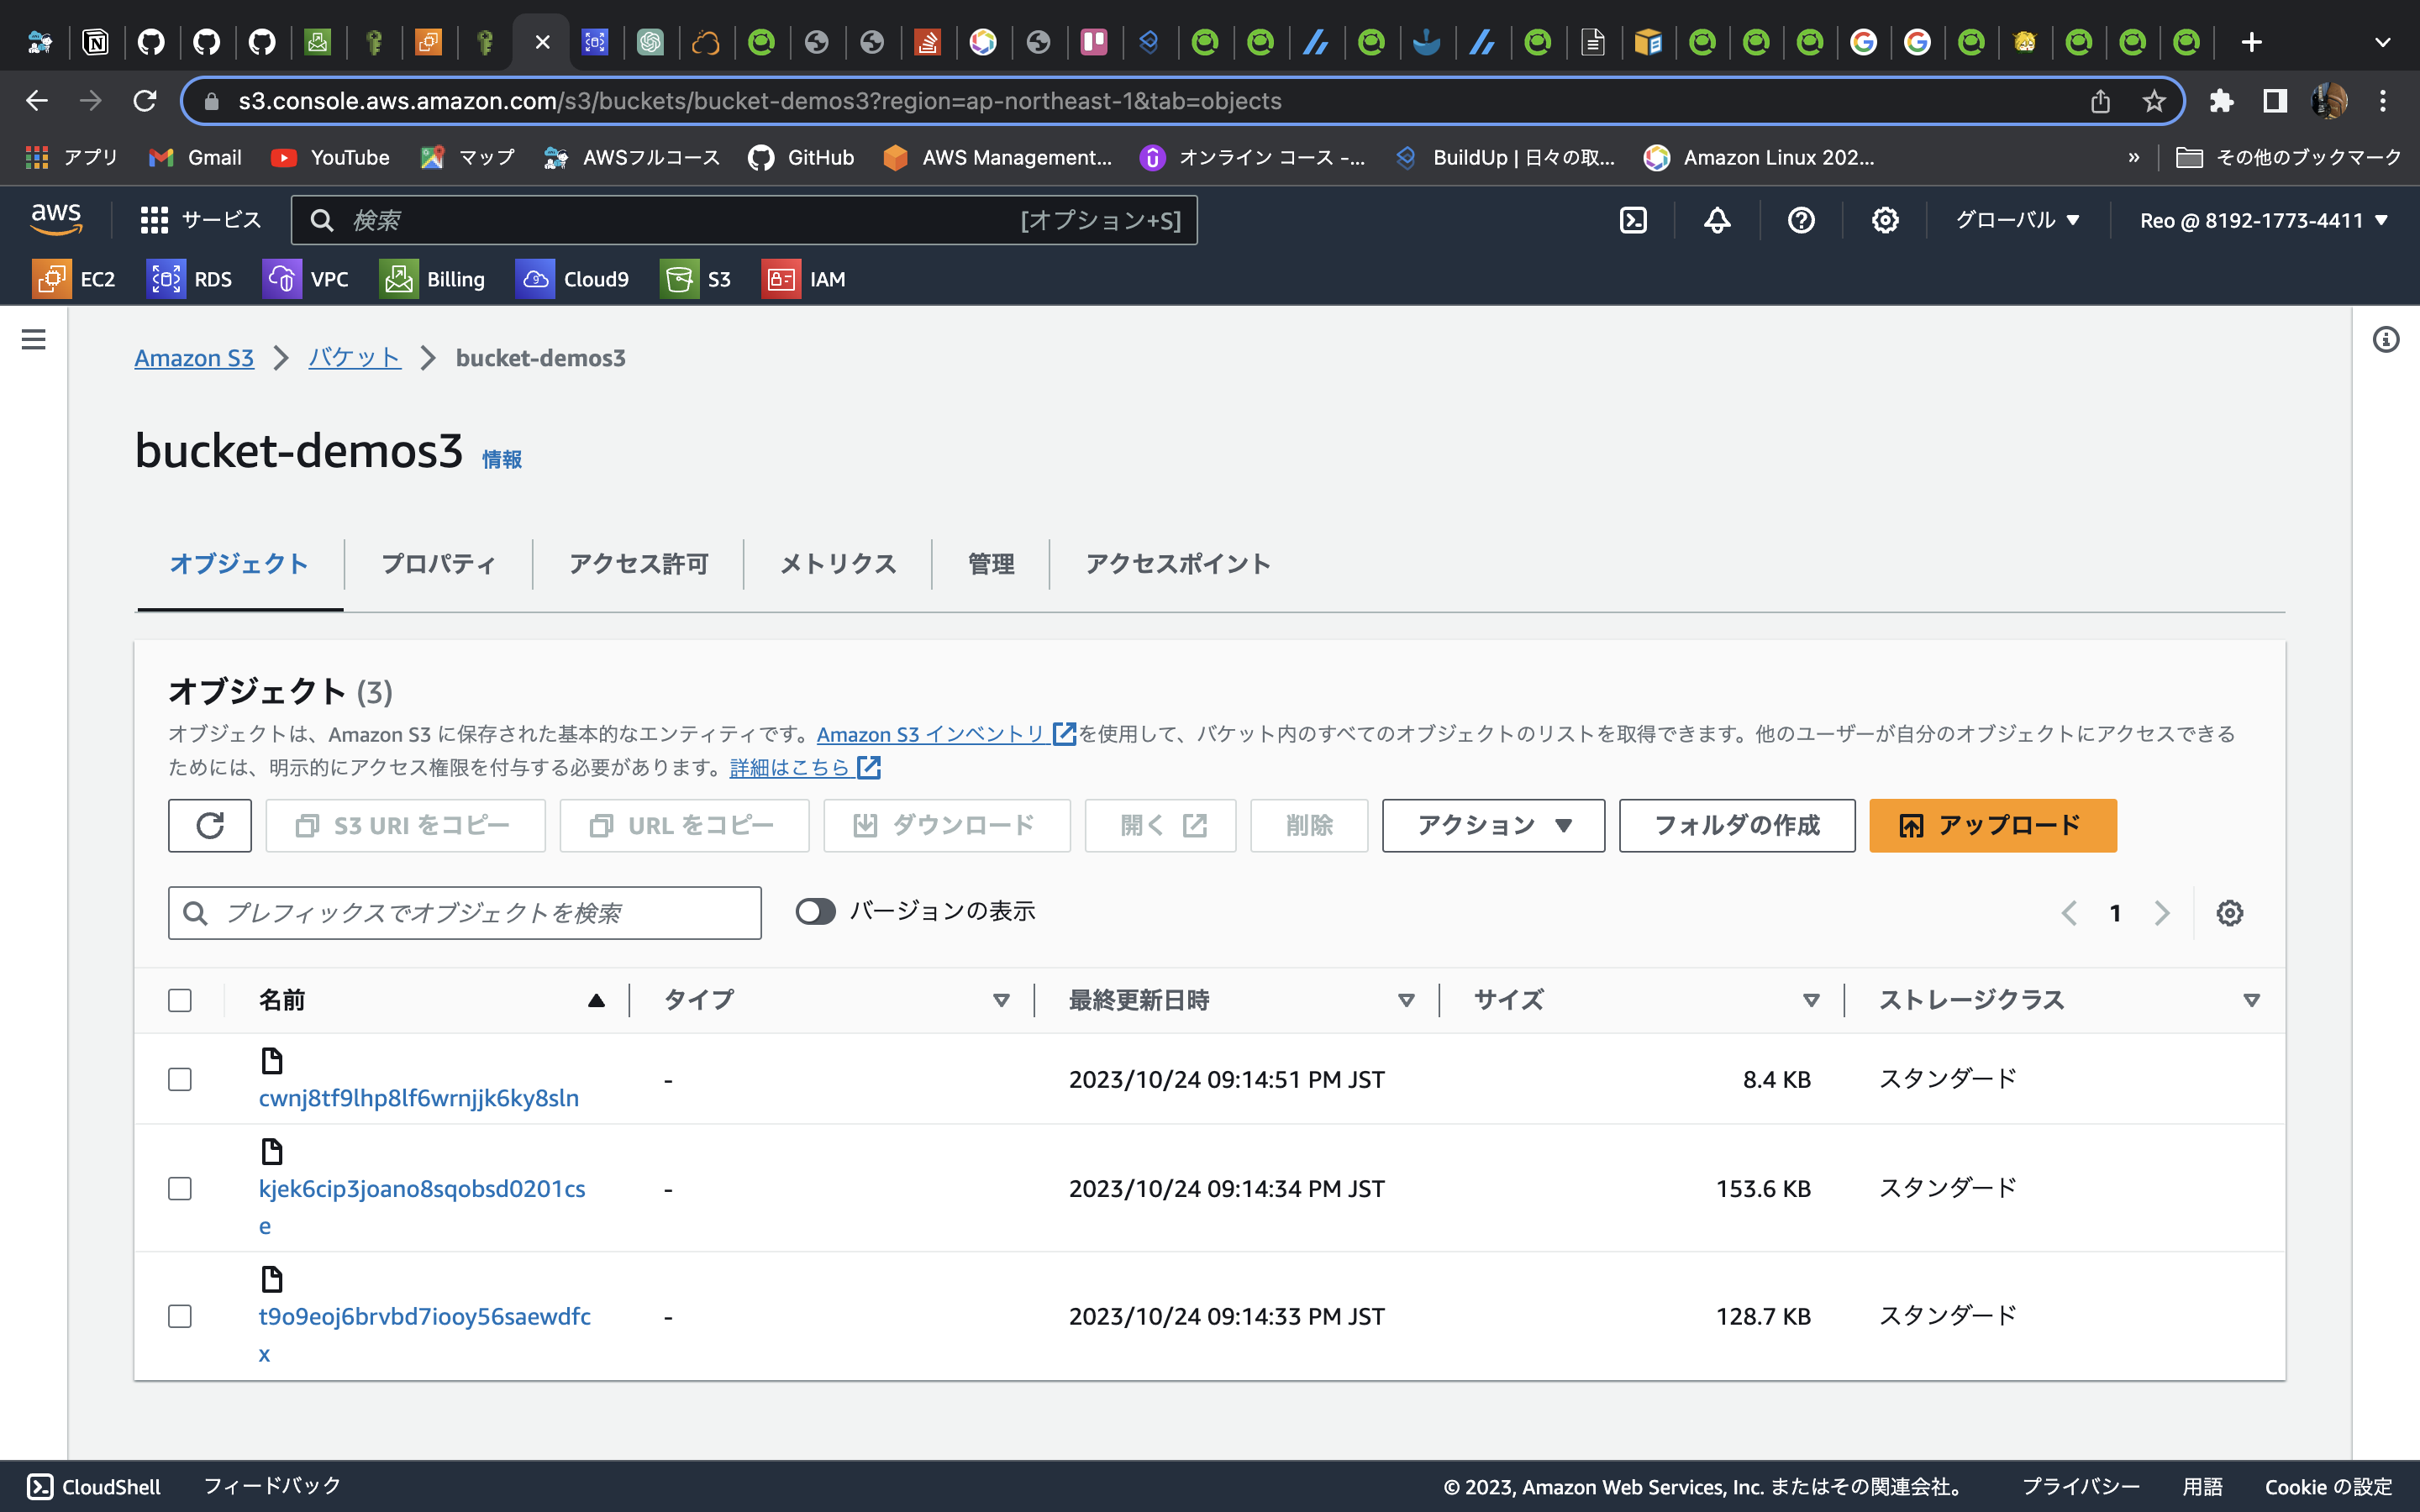 s3.console.aws.amazon.com/s3/buckets/bucket-demos3?region=ap-northeast-1&tab=objects
アプリ Gmail YouTube マップ AWSフルコース GitHub AWS Management... オンライン コース -... BuildUp | 日々の取... Amazon Linux 202... » その他のブックマーク
aws サービス 検索 [オプション+S] グローバル Reo @ 8192-1773-4411
EC2 RDS VPC Billing Cloud9 S3 IAM
Amazon S3 バケット bucket-demos3
bucket-demos3 情報
オブジェクト プロパティ アクセス許可 メトリクス 管理 アクセスポイント
オブジェクト (3)
オブジェクトは、Amazon S3 に保存された基本的なエンティティです。Amazon S3 インベントリ を使用して、バケット内のすべてのオブジェクトのリストを取得できます。他のユーザーが自分のオブジェクトにアクセスできる
ためには、明示的にアクセス権限を付与する必要があります。詳細はこちら
S3 URI をコピー URL をコピー ダウンロード 開く 削除 アクション フォルダの作成 アップロード
プレフィックスでオブジェクトを検索 バージョンの表示 1
名前 タイプ 最終更新日時 サイズ ストレージクラス
cwnj8tf9lhp8lf6wrnjjk6ky8sln - 2023/10/24 09:14:51 PM JST 8.4 KB スタンダード
kjek6cip3joano8sqobsd0201cs - 2023/10/24 09:14:34 PM JST 153.6 KB スタンダード
e
t9o9eoj6brvbd7iooy56saewdfc - 2023/10/24 09:14:33 PM JST 128.7 KB スタンダード
x
CloudShell フィードバック © 2023, Amazon Web Services, Inc. またはその関連会社。 プライバシー 用語 Cookie の設定